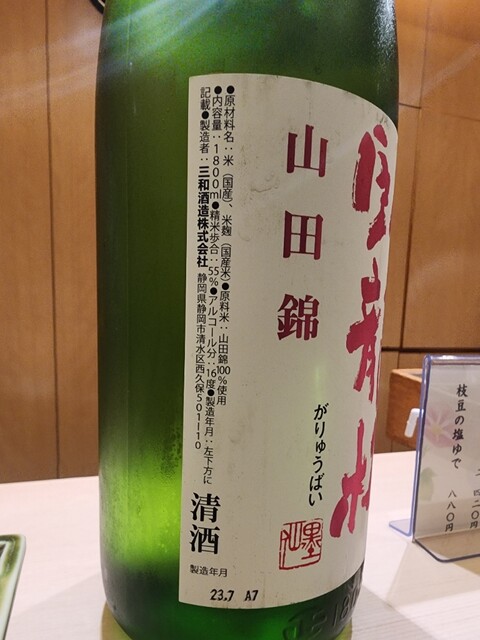 臥龍梅
がりゅうばい
山田錦
●原材料名：米（国産）、米麹（国産米）●原料米：山田錦100%使用
●内容量：1800ml●精米歩合：55%●アルコール分：16度●製造年月：左下方に
記載●製造者：三和酒造株式会社 静岡県静岡市清水区西久保501-10
清酒
製造年月
23.7 A7
枝豆の塩ゆで
八八〇円